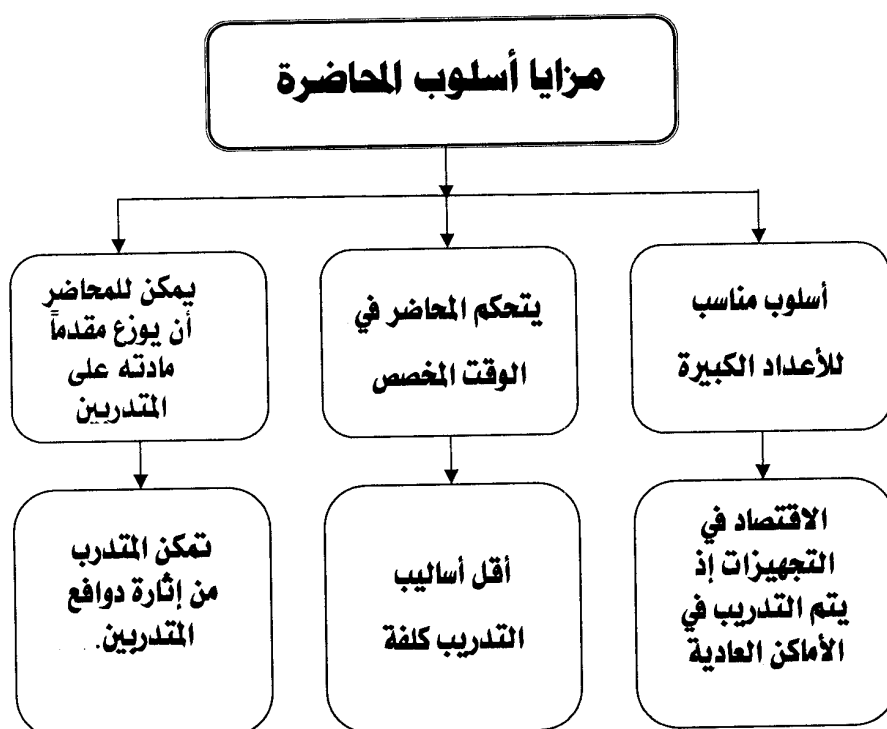 مزايا أسلوب المحاضرة
أسلوب مناسب
للأعداد الكبيرة
يتحكم المحاضر في
الوقت المخصص
يمكن للمحاضر
أن يوزع مقدماً
مادته على
المتدربين
الاقتصاد في
التجهيزات إذ
يتم التدريب في
الأماكن العادية
أقل أساليب
التدريب كلفة
تمكن المتدرب
من إثارة دوافع
المتدربين.